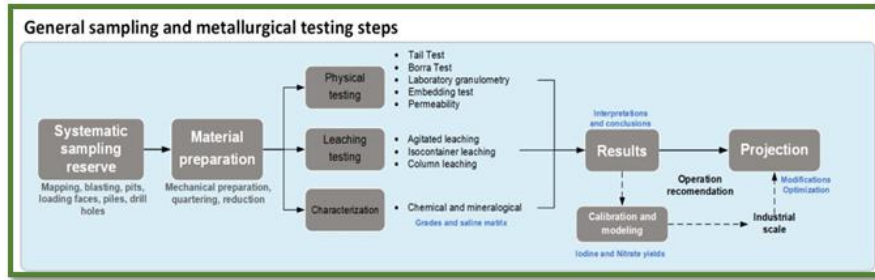 General sampling and metallurgical testing steps
Systematic
sampling
reserve
Mapping, blasting, pits,
loading faces, piles, drill
holes
Material
preparation
Mechanical preparation,
quartering, reduction
Physical
testing
• Tail Test
• Borra Test
• Laboratory granulometry
• Embedding test
• Permeability
Leaching
testing
• Agitated leaching
• Isocontainer leaching
• Column leaching
Characterization
• Chemical and mineralogical
Grades and saline matrix
Interpretations
and conclusions
Results
Operation
recomendation
Projection
Modifications
Optimization
Calibration and
modeling
Industrial
scale
Iodine and Nitrate yields